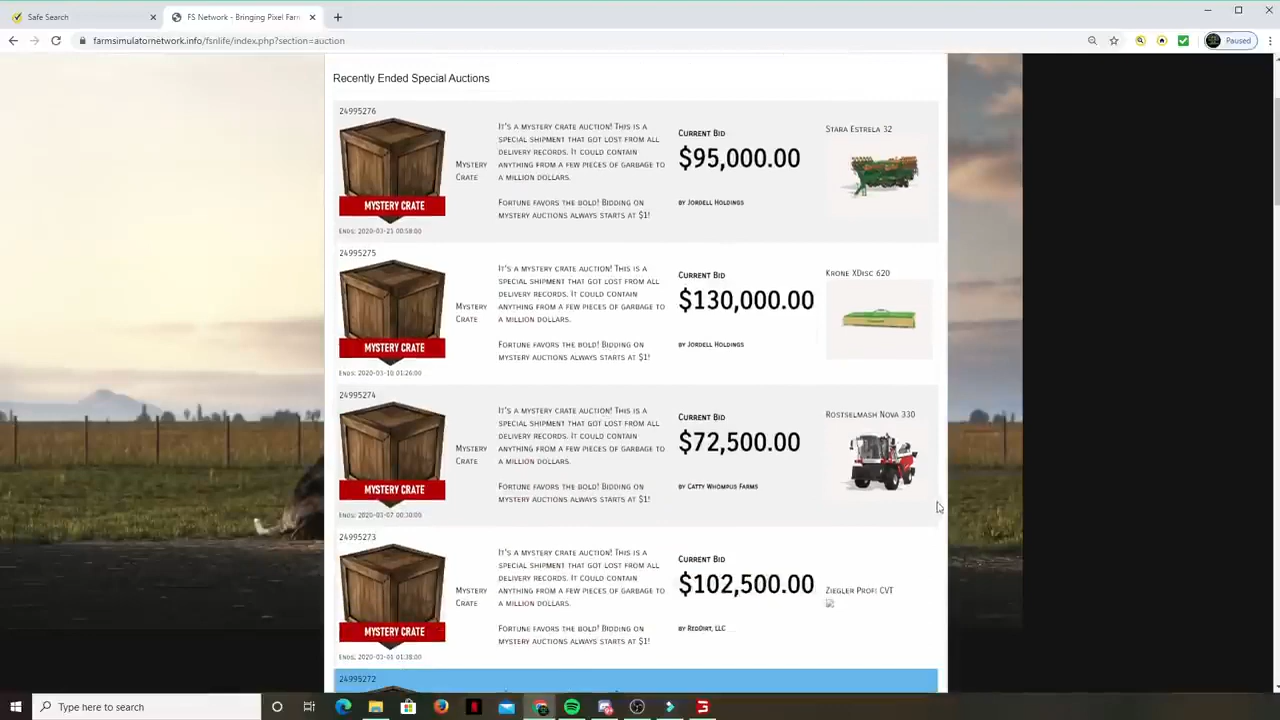 Safe Search
FS Network - Bringing Pixel Farm
farmsimulatornetwork.info/fsnlife/index.php?section=auction
Paused
Recently Ended Special Auctions
24995276
MYSTERY CRATE
Ends: 2020-03-23 00:58:00
Mystery
Crate
It's a mystery crate auction! This is a
special shipment that got lost from all
delivery records. It could contain
anything from a few pieces of garbage to
a million dollars.
Fortune favors the bold! Bidding on
mystery auctions always starts at $1!
Current Bid
$95,000.00
by Jordell Holdings
Stara Estrela 32
24995275
MYSTERY CRATE
Ends: 2020-03-10 01:26:00
Mystery
Crate
It's a mystery crate auction! This is a
special shipment that got lost from all
delivery records. It could contain
anything from a few pieces of garbage to
a million dollars.
Fortune favors the bold! Bidding on
mystery auctions always starts at $1!
Current Bid
$130,000.00
by Jordell Holdings
Krone XDisc 620
24995274
MYSTERY CRATE
Ends: 2020-03-07 00:30:00
Mystery
Crate
It's a mystery crate auction! This is a
special shipment that got lost from all
delivery records. It could contain
anything from a few pieces of garbage to
a million dollars.
Fortune favors the bold! Bidding on
mystery auctions always starts at $1!
Current Bid
$72,500.00
by Catty Whompus Farms
Rostselmash Nova 330
24995273
MYSTERY CRATE
Ends: 2020-03-01 01:38:00
Mystery
Crate
It's a mystery crate auction! This is a
special shipment that got lost from all
delivery records. It could contain
anything from a few pieces of garbage to
a million dollars.
Fortune favors the bold! Bidding on
mystery auctions always starts at $1!
Current Bid
$102,500.00
by RedDirt, LLC
Ziegler Profi CVT
24995272
Type here to search